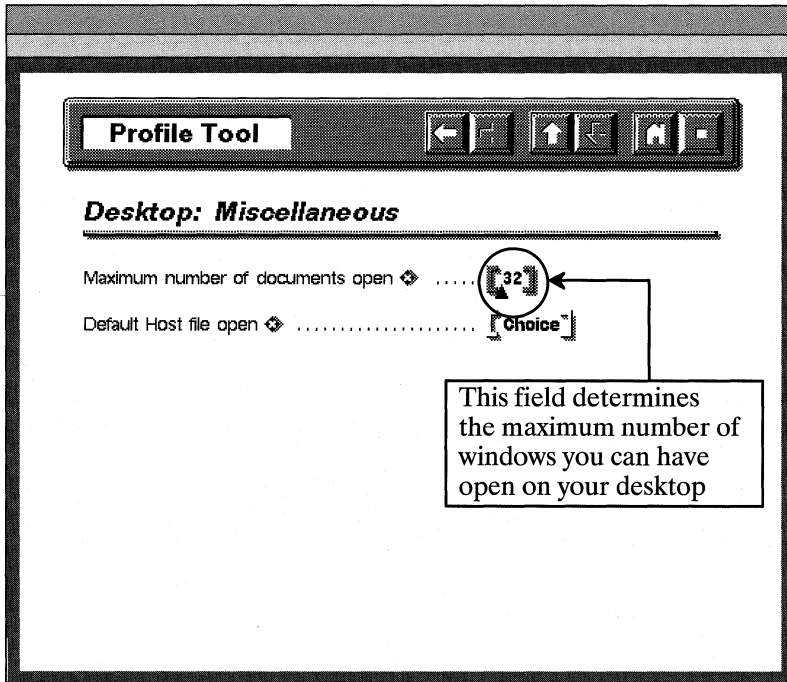 Profile Tool
Desktop: Miscellaneous
Maximum number of documents open ..... [32]
Default Host file open ...................... [Choice]
This field determines
the maximum number of
windows you can have
open on your desktop